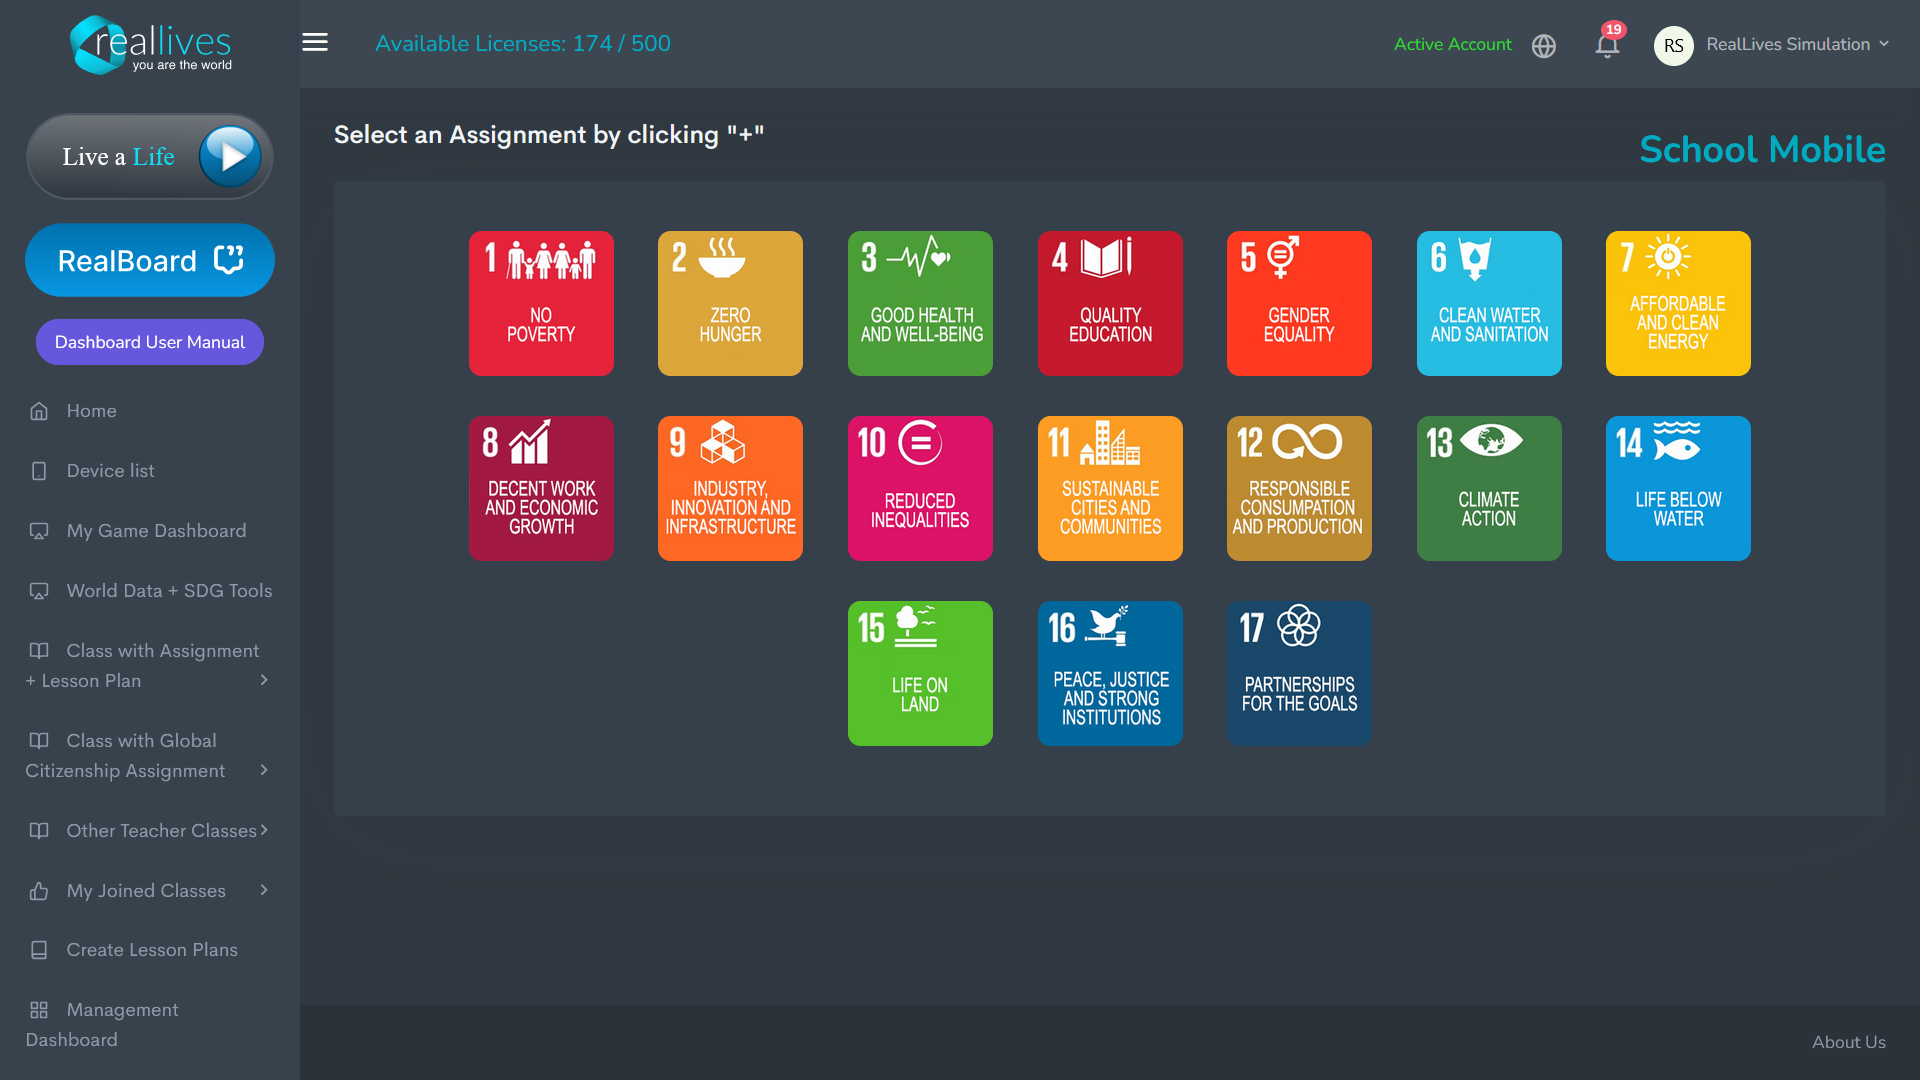 reallives
you are the world
Available Licenses: 174 / 500
Active Account
19
RS
RealLives Simulation
Live a Life
RealBoard
Dashboard User Manual
Home
Device list
My Game Dashboard
World Data + SDG Tools
Class with Assignment
+ Lesson Plan
Class with Global
Citizenship Assignment
Other Teacher Classes
My Joined Classes
Create Lesson Plans
Management
Dashboard
Select an Assignment by clicking "+"
School Mobile
1
NO
POVERTY
2
ZERO
HUNGER
3
GOOD HEALTH
AND WELL-BEING
4
QUALITY
EDUCATION
5
GENDER
EQUALITY
6
CLEAN WATER
AND SANITATION
7
AFFORDABLE
AND CLEAN
ENERGY
8
DECENT WORK
AND ECONOMIC
GROWTH
9
INDUSTRY,
INNOVATION AND
INFRASTRUCTURE
10
REDUCED
INEQUALITIES
11
SUSTAINABLE
CITIES AND
COMMUNITIES
12
RESPONSIBLE
CONSUMPATION
AND PRODUCTION
13
CLIMATE
ACTION
14
LIFE BELOW
WATER
15
LIFE ON
LAND
16
PEACE, JUSTICE
AND STRONG
INSTITUTIONS
17
PARTNERSHIPS
FOR THE GOALS
About Us